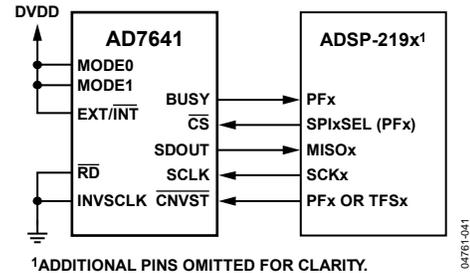 DVDD
AD7641
MODE0
MODE1
EXT/INT
RD
INVSCLK
BUSY
CS
SDOUT
SCLK
CNVST
ADSP-219x¹
PFx
SPIxSEL (PFx)
MISOx
SCKx
PFx OR TFSx
¹ADDITIONAL PINS OMITTED FOR CLARITY.
04761-041